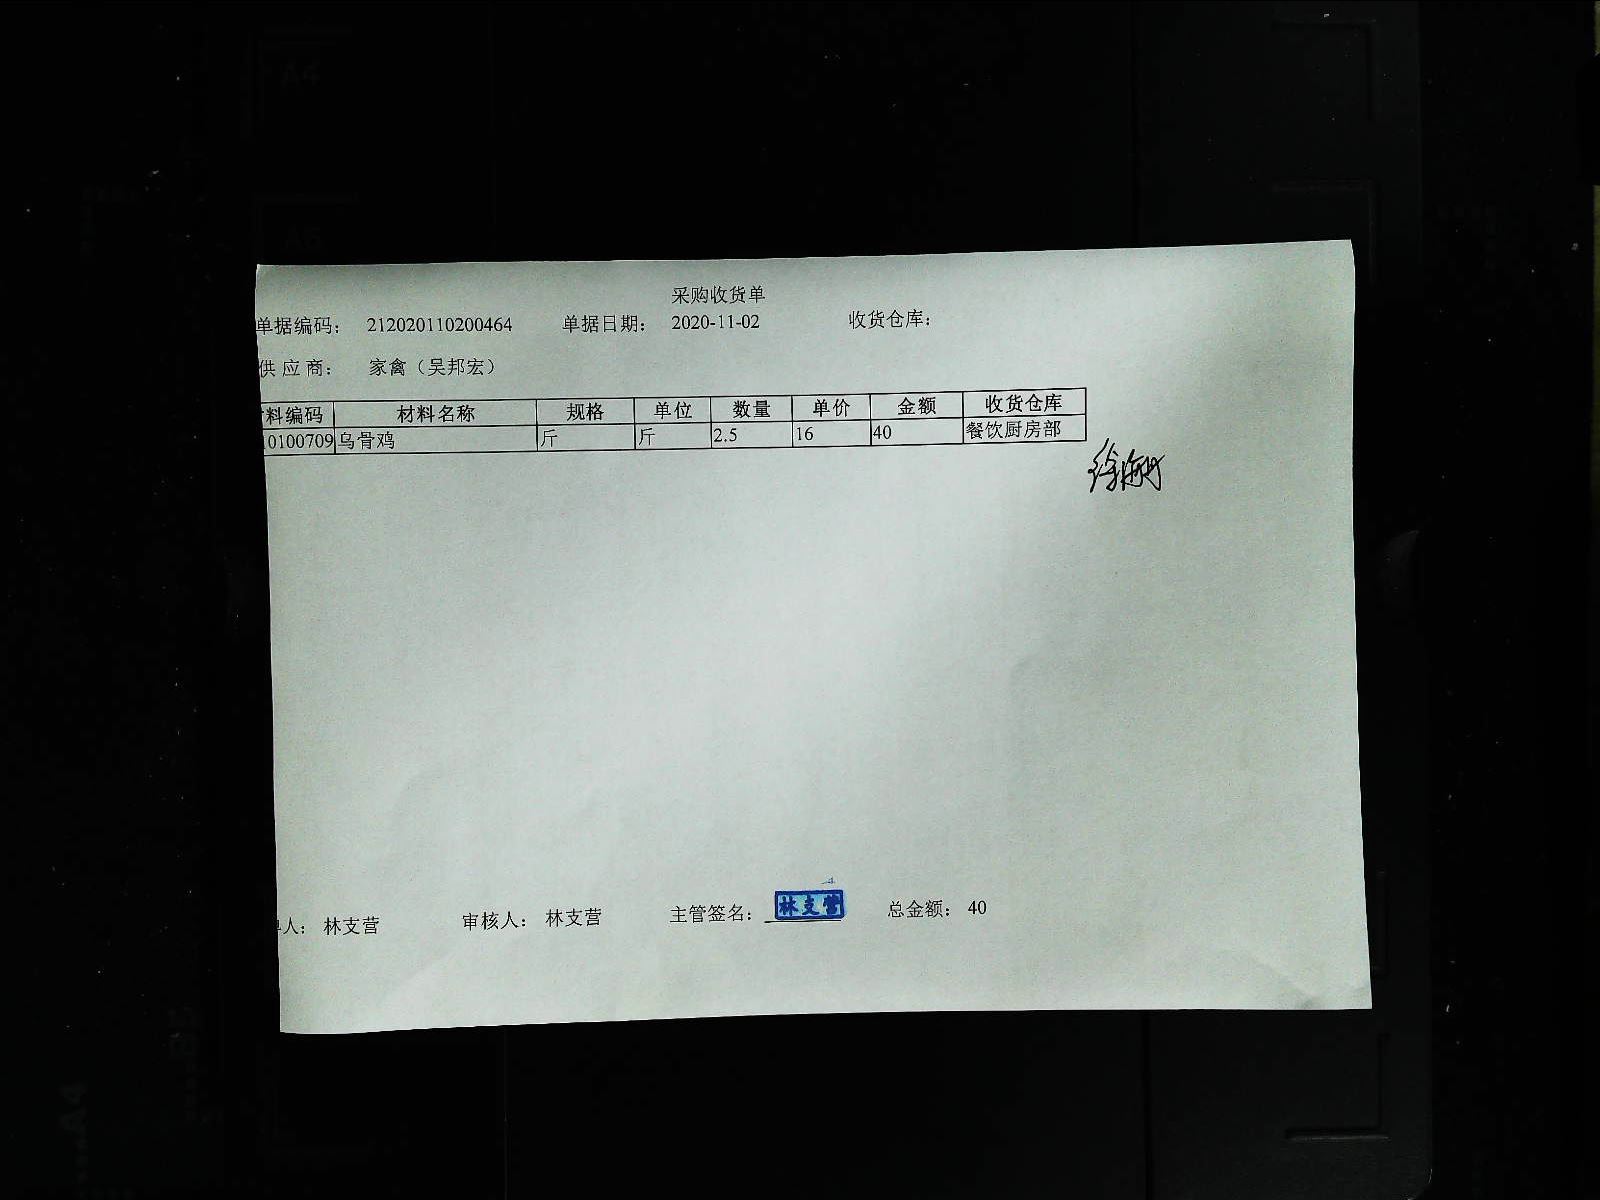 采购收货单
单据编码： 212020110200464 单据日期： 2020-11-02 收货仓库：
供 应 商： 家禽（吴邦宏）
料编码 材料名称 规格 单位 数量 单价 金额 收货仓库
10100709 乌骨鸡 斤 斤 2.5 16 40 餐饮厨房部
人： 林支营 审核人： 林支营 主管签名： 林支营 总金额： 40